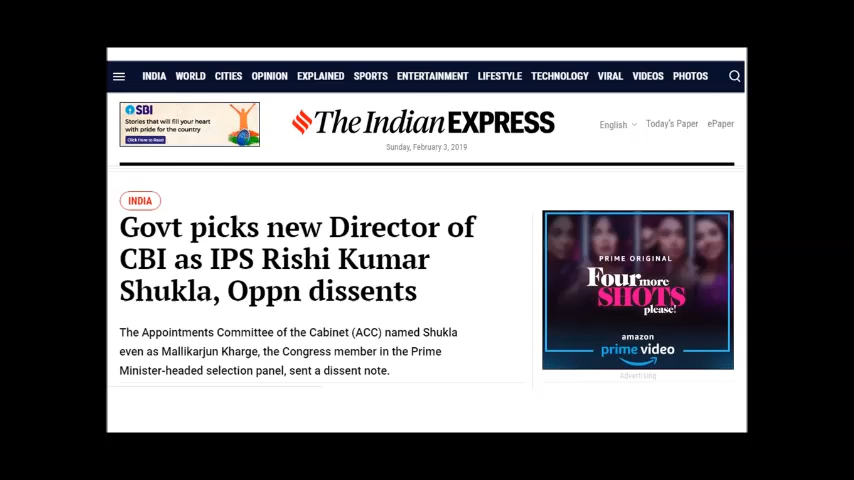 INDIA WORLD CITIES OPINION EXPLAINED SPORTS ENTERTAINMENT LIFESTYLE TECHNOLOGY VIRAL VIDEOS PHOTOS
SBI
Stories that will fill your heart
with pride for the country
Click Here to Read
The Indian EXPRESS
Sunday, February 3, 2019
English Today's Paper ePaper
INDIA
Govt picks new Director of
CBI as IPS Rishi Kumar
Shukla, Oppn dissents
The Appointments Committee of the Cabinet (ACC) named Shukla
even as Mallikarjun Kharge, the Congress member in the Prime
Minister-headed selection panel, sent a dissent note.
PRIME ORIGINAL
Four more
SHOTS
please!
amazon
prime video
Advertising